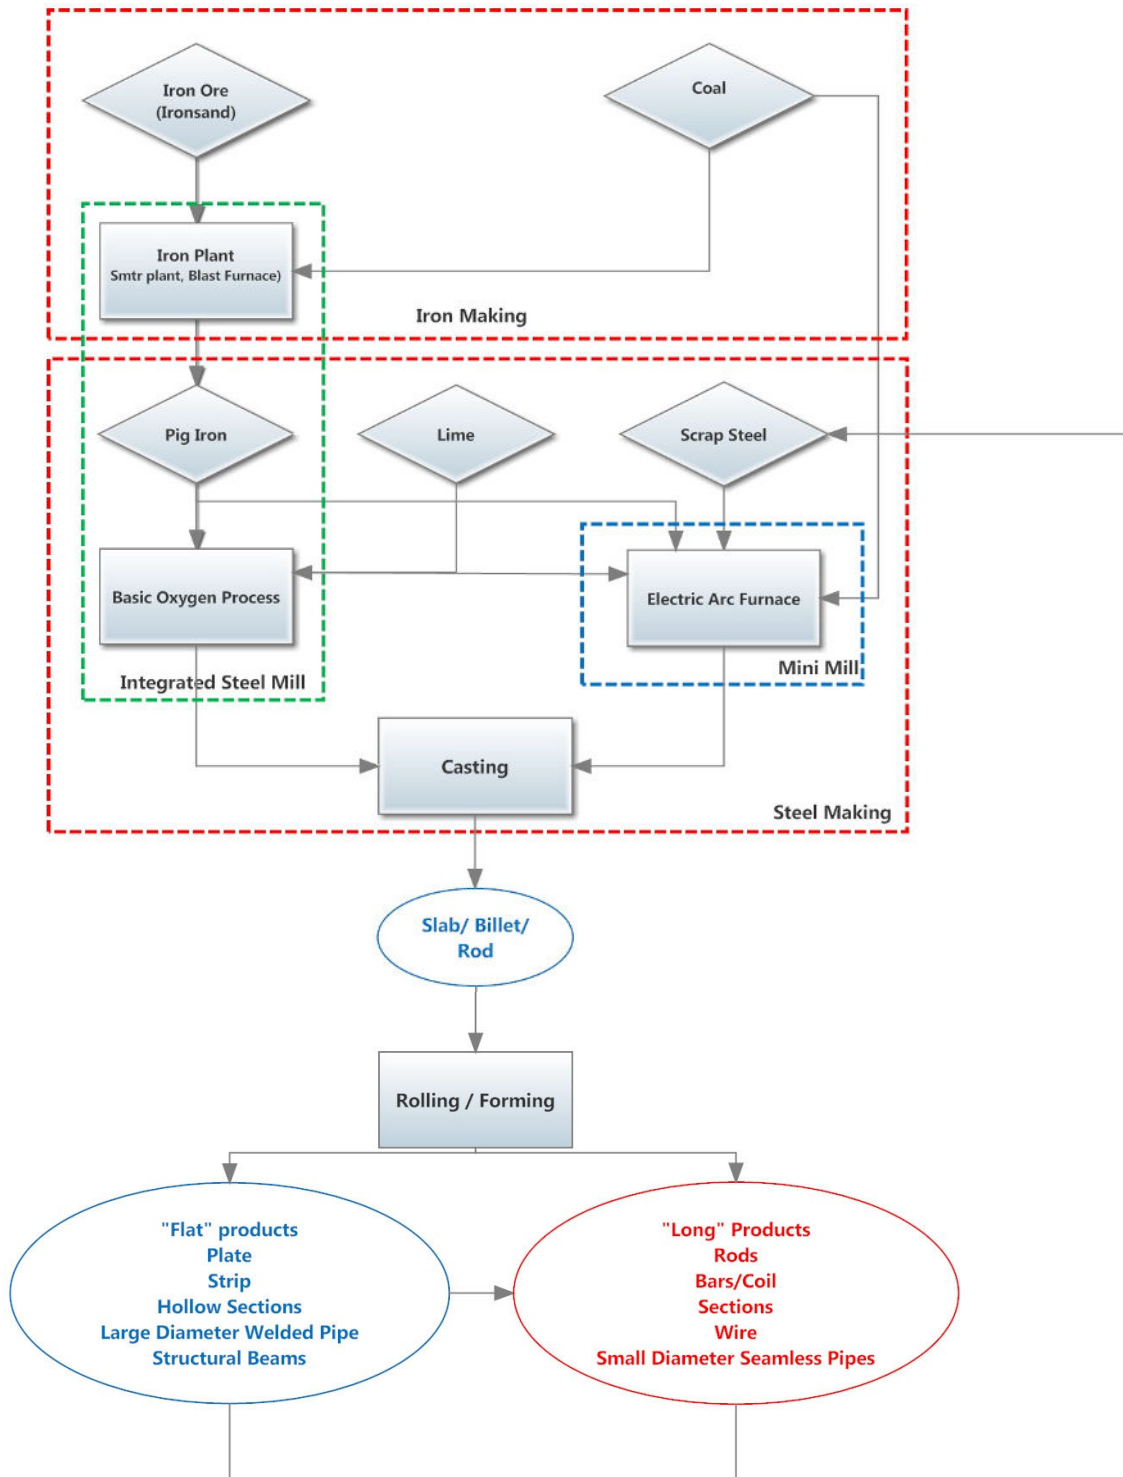 Iron Ore
(Ironsand)
Coal
Iron Plant
Smtr plant, Blast Furnace)
Iron Making
Pig Iron
Lime
Scrap Steel
Basic Oxygen Process
Electric Arc Furnace
Mini Mill
Integrated Steel Mill
Casting
Steel Making
Slab/ Billet/
Rod
Rolling / Forming
"Flat" products
Plate
Strip
Hollow Sections
Large Diameter Welded Pipe
Structural Beams
"Long" Products
Rods
Bars/Coil
Sections
Wire
Small Diameter Seamless Pipes